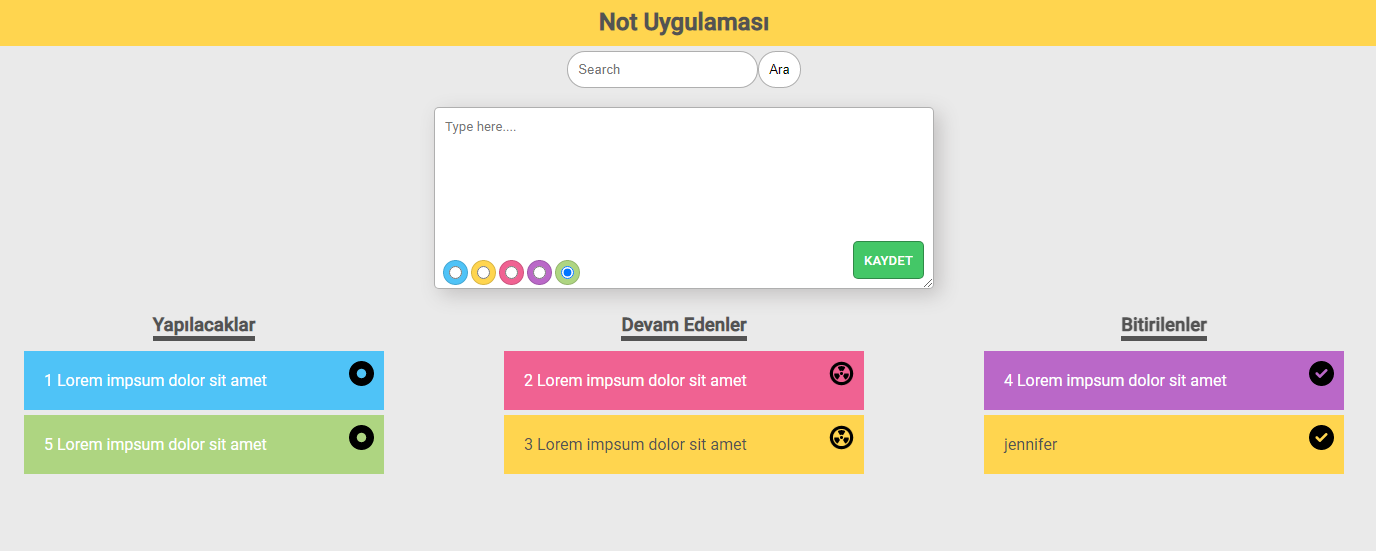 Not Uygulaması
Search
Ara
Type here....
KAYDET
Yapılacaklar
1 Lorem impsum dolor sit amet
5 Lorem impsum dolor sit amet
Devam Edenler
2 Lorem impsum dolor sit amet
3 Lorem impsum dolor sit amet
Bitirilenler
4 Lorem impsum dolor sit amet
jennifer